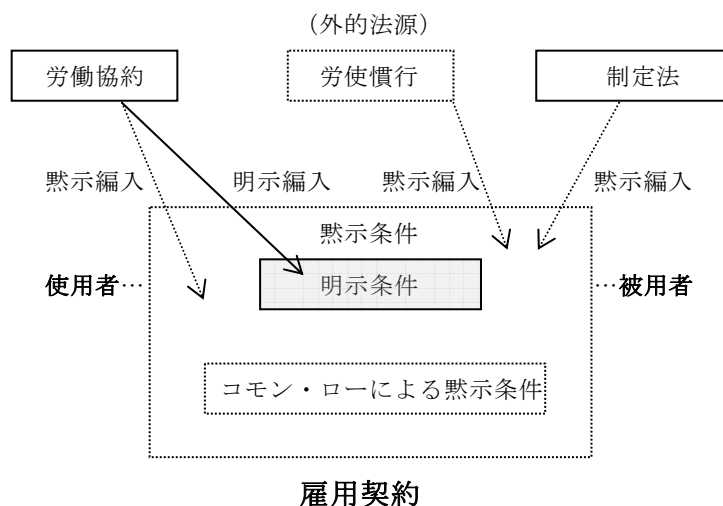 （外的法源）
労働協約 労使慣行 制定法
黙示編入 明示編入 黙示編入 黙示編入
黙示条件
使用者… 明示条件 …被用者
コモン・ローによる黙示条件
雇用契約